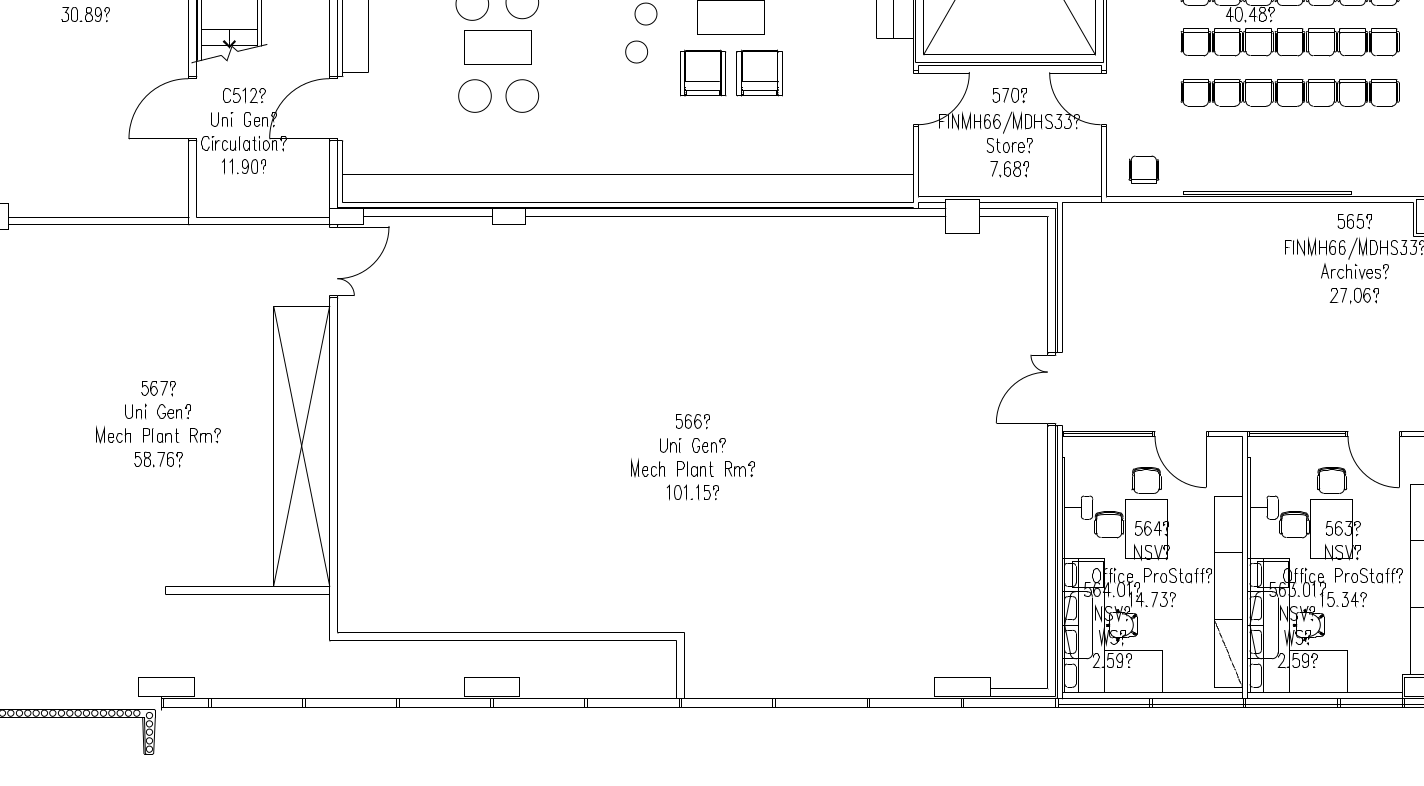 30.89?
40.48?
C512?
Uni Gen?
Circulation?
11.90?
570?
FINMH66/MDHS33?
Store?
7.68?
565?
FINMH66/MDHS33?
Archives?
27.06?
567?
Uni Gen?
Mech Plant Rm?
58.76?
566?
Uni Gen?
Mech Plant Rm?
101.15?
564?
NSV?
Office ProStaff?
14.73?
564.01?
NSV?
WS?
2.59?
563?
NSV?
Office ProStaff?
15.34?
563.01?
NSV?
WS?
2.59?